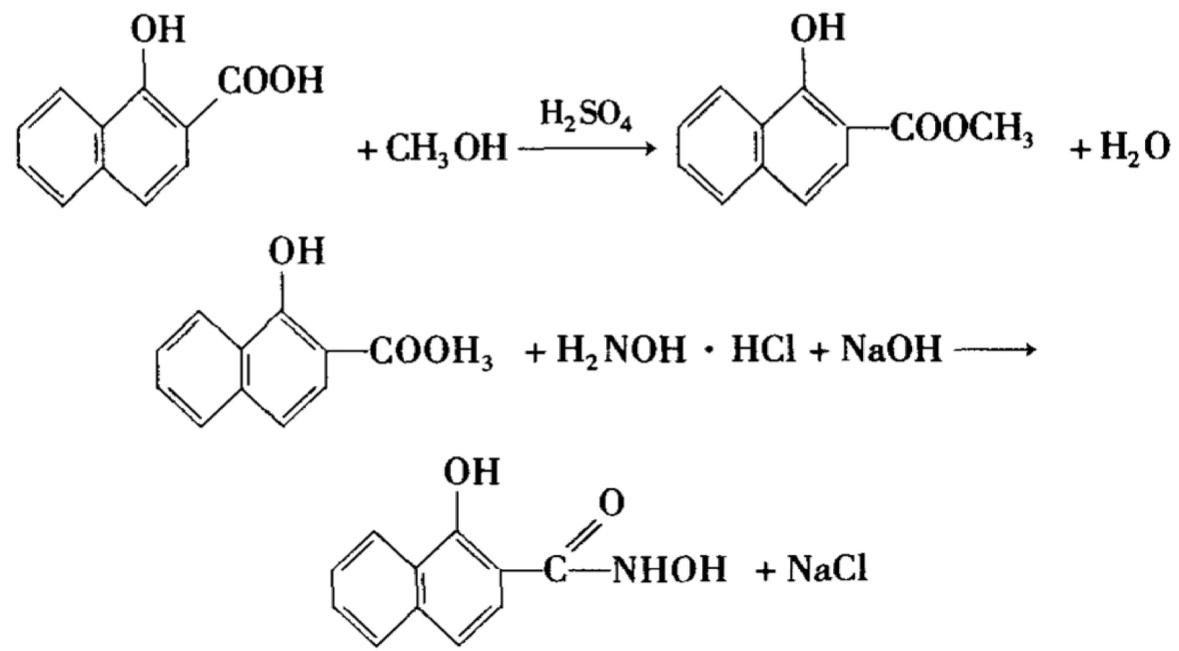 OH
COOH
+ CH₃OH H₂SO₄
OH
COOCH₃
+ H₂O
OH
COOH₃
+ H₂NOH · HCl + NaOH
OH
O
C NHOH + NaCl